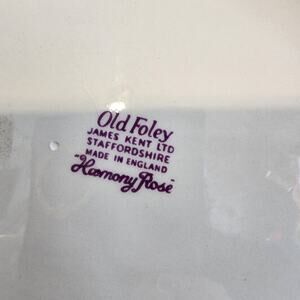 Old Foley
JAMES KENT LTD
STAFFORDSHIRE
MADE IN ENGLAND
"Harmony Rose"